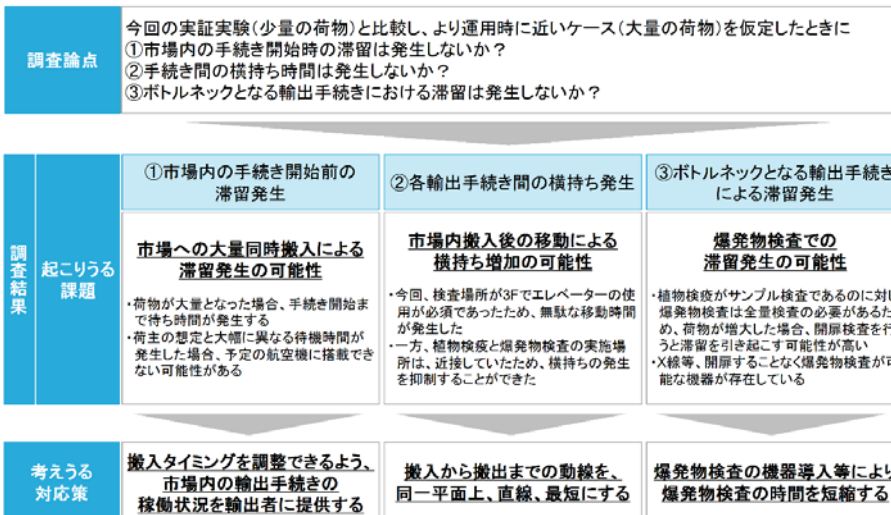 調査論点
今回の実証実験(少量の荷物)と比較し、より運用時に近いケース(大量の荷物)を仮定したときに
①市場内の手続き開始時の滞留は発生しないか？
②手続き間の横持ち時間は発生しないか？
③ボトルネックとなる輸出手続きにおける滞留は発生しないか？
調査結果
起こりうる
課題
①市場内の手続き開始前の
滞留発生
市場への大量同時搬入による
滞留発生の可能性
・荷物が大量となった場合、手続き開始ま
で待ち時間が発生する
・荷主の想定と大幅に異なる待機時間が
発生した場合、予定の航空機に搭載でき
ない可能性がある
②各輸出手続き間の横持ち発生
市場内搬入後の移動による
横持ち増加の可能性
・今回、検査場所が3Fでエレベーターの使
用が必須であったため、無駄な移動時間
が発生した
・一方、植物検疫と爆発物検査の実施場
所は、近接していたため、横持ちの発生
を抑制することができた
③ボトルネックとなる輸出手続き
による滞留発生
爆発物検査での
滞留発生の可能性
・植物検疫がサンプル検査であるのに対し
爆発物検査は全量検査の必要があるた
め、荷物が増大した場合、開扉検査を行
うと滞留を引き起こす可能性が高い
・X線等、開扉することなく爆発物検査が可
能な機器が存在している
考えうる
対応策
搬入タイミングを調整できるよう、
市場内の輸出手続きの
稼働状況を輸出者に提供する
搬入から搬出までの動線を、
同一平面上、直線、最短にする
爆発物検査の機器導入等により
爆発物検査の時間を短縮する